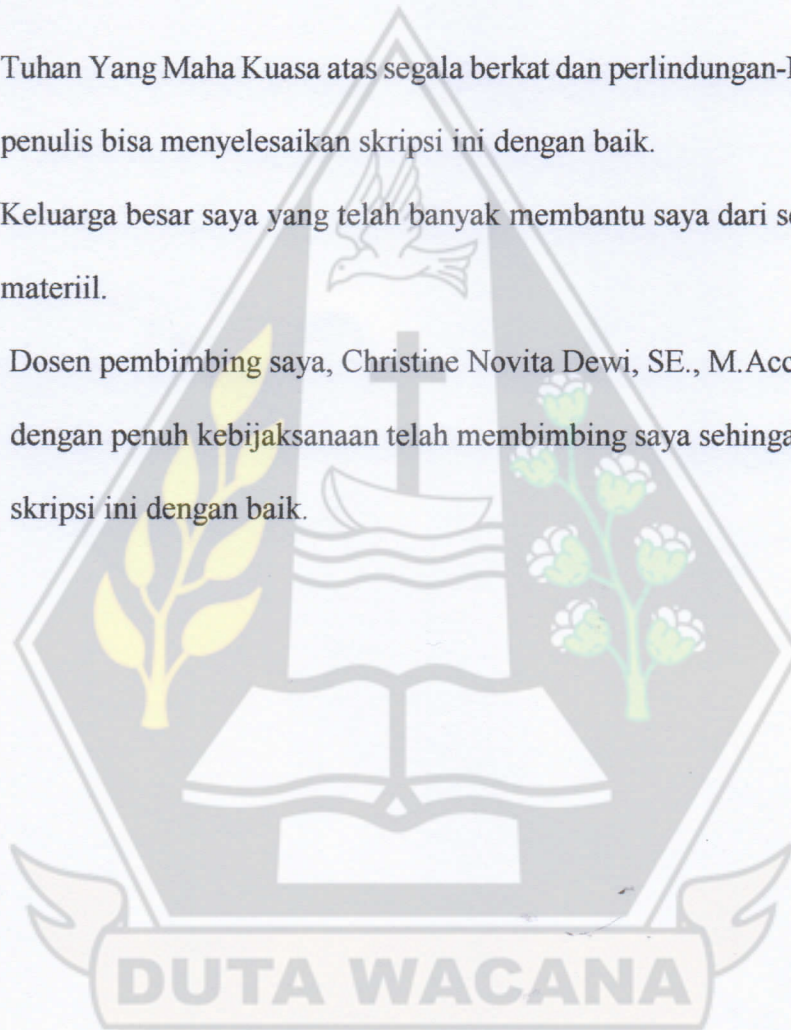 Tuhan Yang Maha Kuasa atas segala berkat dan perlindungan-
penulis bisa menyelesaikan skripsi ini dengan baik.
Keluarga besar saya yang telah banyak membantu saya dari
materiil.
Dosen pembimbing saya, Christine Novita Dewi, SE., M.Acc
dengan penuh kebijaksanaan telah membimbing saya sehinga
skripsi ini dengan baik.
DUTA WACANA